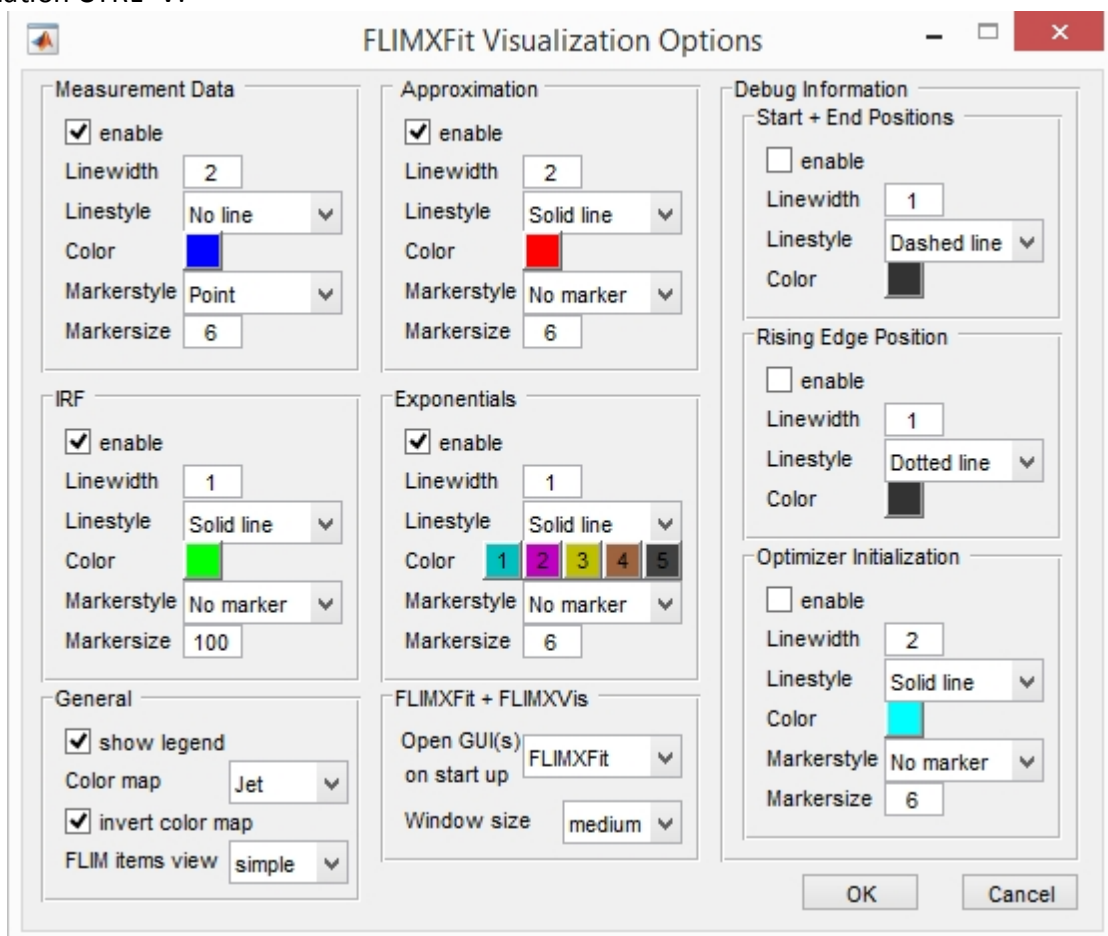 FLIMXFit Visualization Options
Measurement Data
enable
Linewidth 2
Linestyle No line
Color
Markerstyle Point
Markersize 6
Approximation
enable
Linewidth 2
Linestyle Solid line
Color
Markerstyle No marker
Markersize 6
Debug Information
Start + End Positions
enable
Linewidth 1
Linestyle Dashed line
Color
Rising Edge Position
enable
Linewidth 1
Linestyle Dotted line
Color
Optimizer Initialization
enable
Linewidth 2
Linestyle Solid line
Color
Markerstyle No marker
Markersize 6
IRF
enable
Linewidth 1
Linestyle Solid line
Color
Markerstyle No marker
Markersize 100
Exponentials
enable
Linewidth 1
Linestyle Solid line
Color 1 2 3 4 5
Markerstyle No marker
Markersize 6
General
show legend
Color map Jet
invert color map
FLIM items view simple
FLIMXFit + FLIMXVis
Open GUI(s)
on start up FLIMXFit
Window size medium
OK Cancel